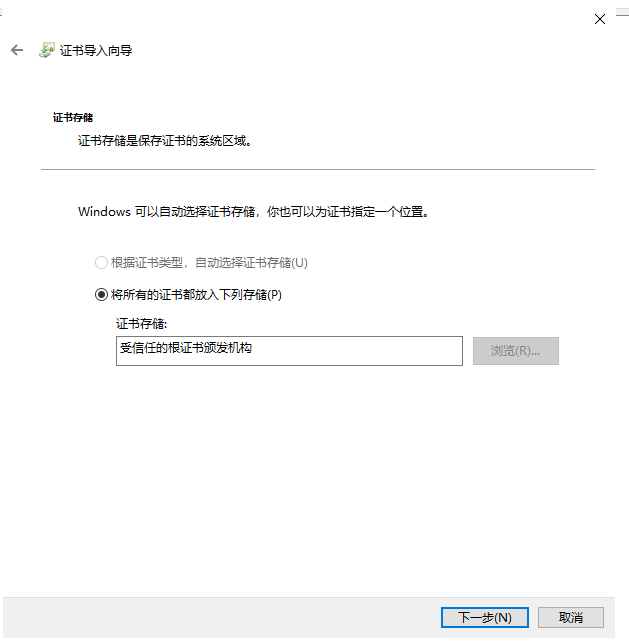 证书导入向导
证书存储
证书存储是保存证书的系统区域。
Windows 可以自动选择证书存储，你也可以为证书指定一个位置。
根据证书类型，自动选择证书存储(U)
将所有的证书都放入下列存储(P)
证书存储:
受信任的根证书颁发机构
浏览(R)...
下一步(N)
取消